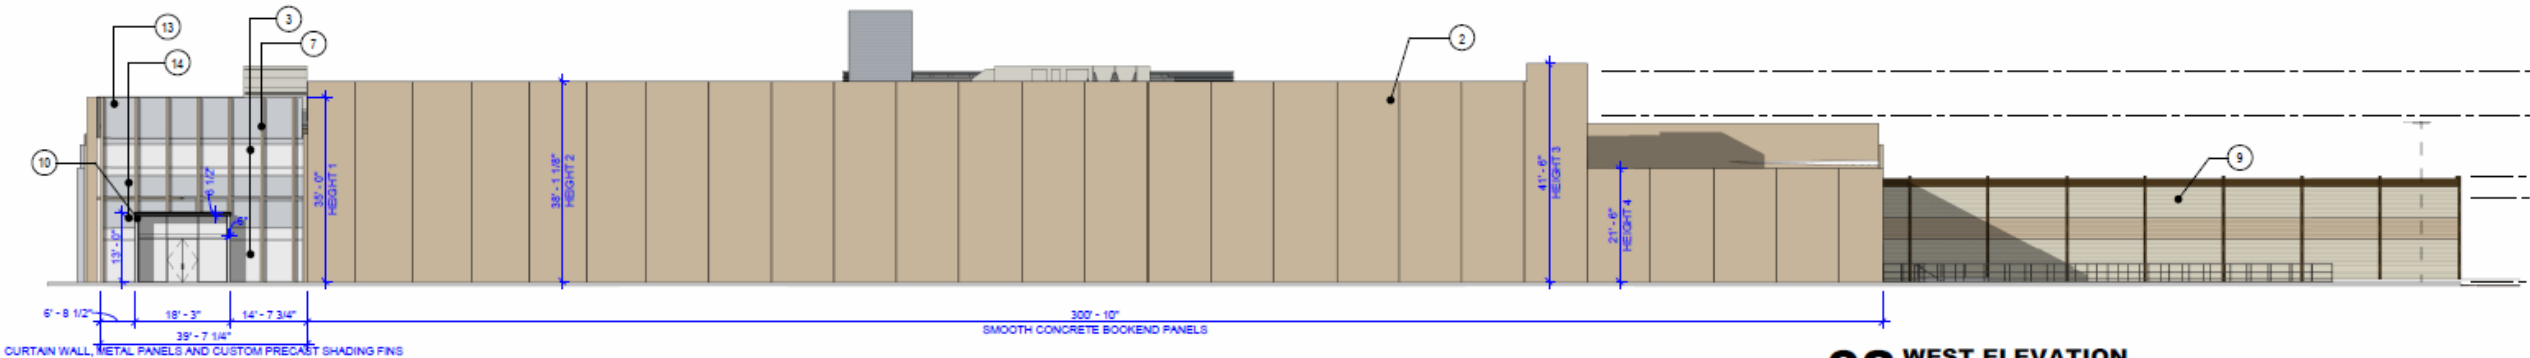 13
3
7
14
2
10
9
6 1/2"
35' - 0"
HEIGHT 1
38' - 1 1/8"
HEIGHT 2
41' - 6"
HEIGHT 3
21' - 6"
HEIGHT 4
13' - 0"
6' - 8 1/2"
18' - 3"
14' - 7 3/4"
39' - 7 1/4"
300' - 10"
SMOOTH CONCRETE BOOKEND PANELS
CURTAIN WALL, METAL PANELS AND CUSTOM PRECAST SHADING FINS
WEST ELEVATION